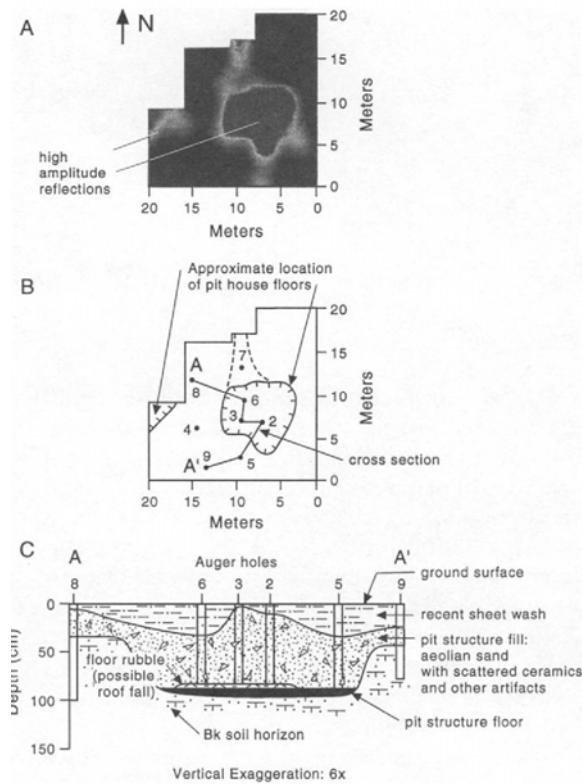 A
N
20
15
10
5
0
Meters
high
amplitude
reflections
20 15 10 5 0
Meters
B
Approximate location
of pit house floors
20
15
10
5
0
Meters
A
8
7
6
3
2
4
9
A'
5
cross section
20 15 10 5 0
Meters
C
A
A'
Auger holes
8 6 3 2 5 9
ground surface
recent sheet wash
pit structure fill:
aeolian sand
with scattered ceramics
and other artifacts
pit structure floor
0
50
100
150
Depth (cm)
floor rubble
(possible
roof fall)
Bk soil horizon
Vertical Exaggeration: 6x